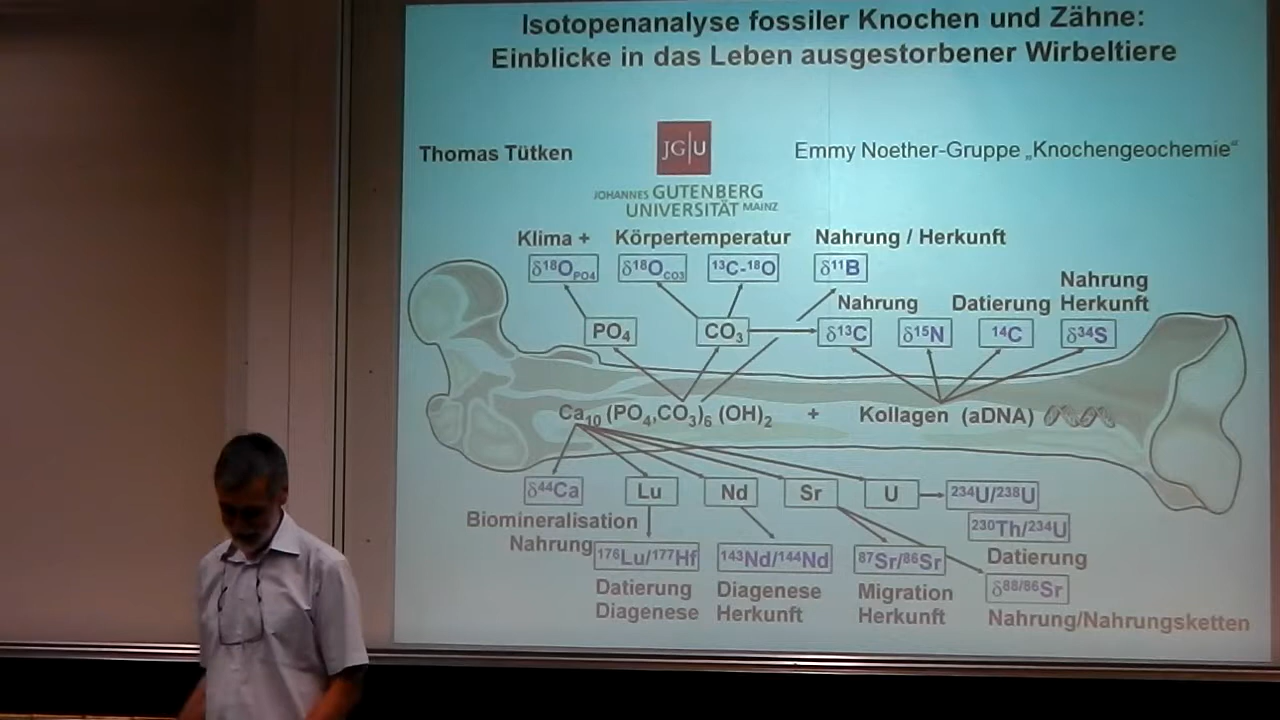 Isotopenanalyse fossiler Knochen und Zähne:
Einblicke in das Leben ausgestorbener Wirbeltiere
Thomas Tütken
JG|U
Emmy Noether-Gruppe „Knochengeochemie“
JOHANNES GUTENBERG
UNIVERSITÄT MAINZ
Klima + Körpertemperatur Nahrung / Herkunft
δ¹⁸O_PO4 δ¹⁸O_CO3 ¹³C-¹⁸O δ¹¹B
Nahrung
Nahrung Datierung Herkunft
PO₄ CO₃ δ¹³C δ¹⁵N ¹⁴C δ³⁴S
Ca₁₀(PO₄,CO₃)₆(OH)₂ + Kollagen (aDNA)
δ⁴⁴Ca Lu Nd Sr U ²³⁴U/²³⁸U
Biomineralisation
Nahrung
²³⁰Th/²³⁴U
Datierung
¹⁷⁶Lu/¹⁷⁷Hf ¹⁴³Nd/¹⁴⁴Nd ⁸⁷Sr/⁸⁶Sr
Datierung Diagenese Migration
Diagenese Herkunft Herkunft
δ⁸⁸/⁸⁶Sr
Nahrung/Nahrungsketten